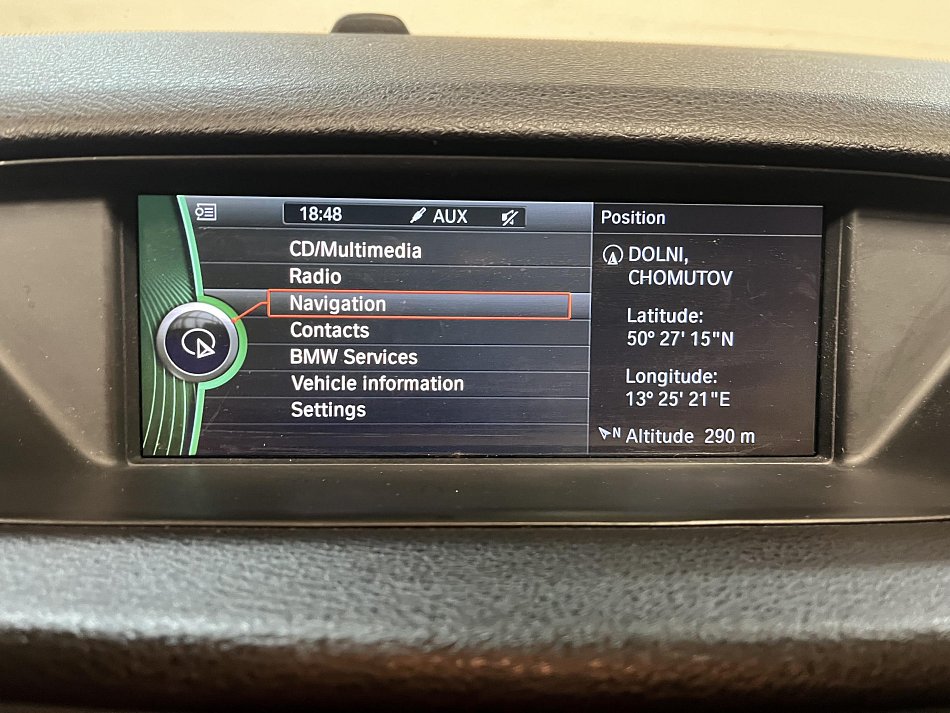 18:48 AUX
CD/Multimedia
Radio
Navigation
Contacts
BMW Services
Vehicle information
Settings
Position
DOLNI,
CHOMUTOV
Latitude:
50° 27' 15"N
Longitude:
13° 25' 21"E
N Altitude 290 m